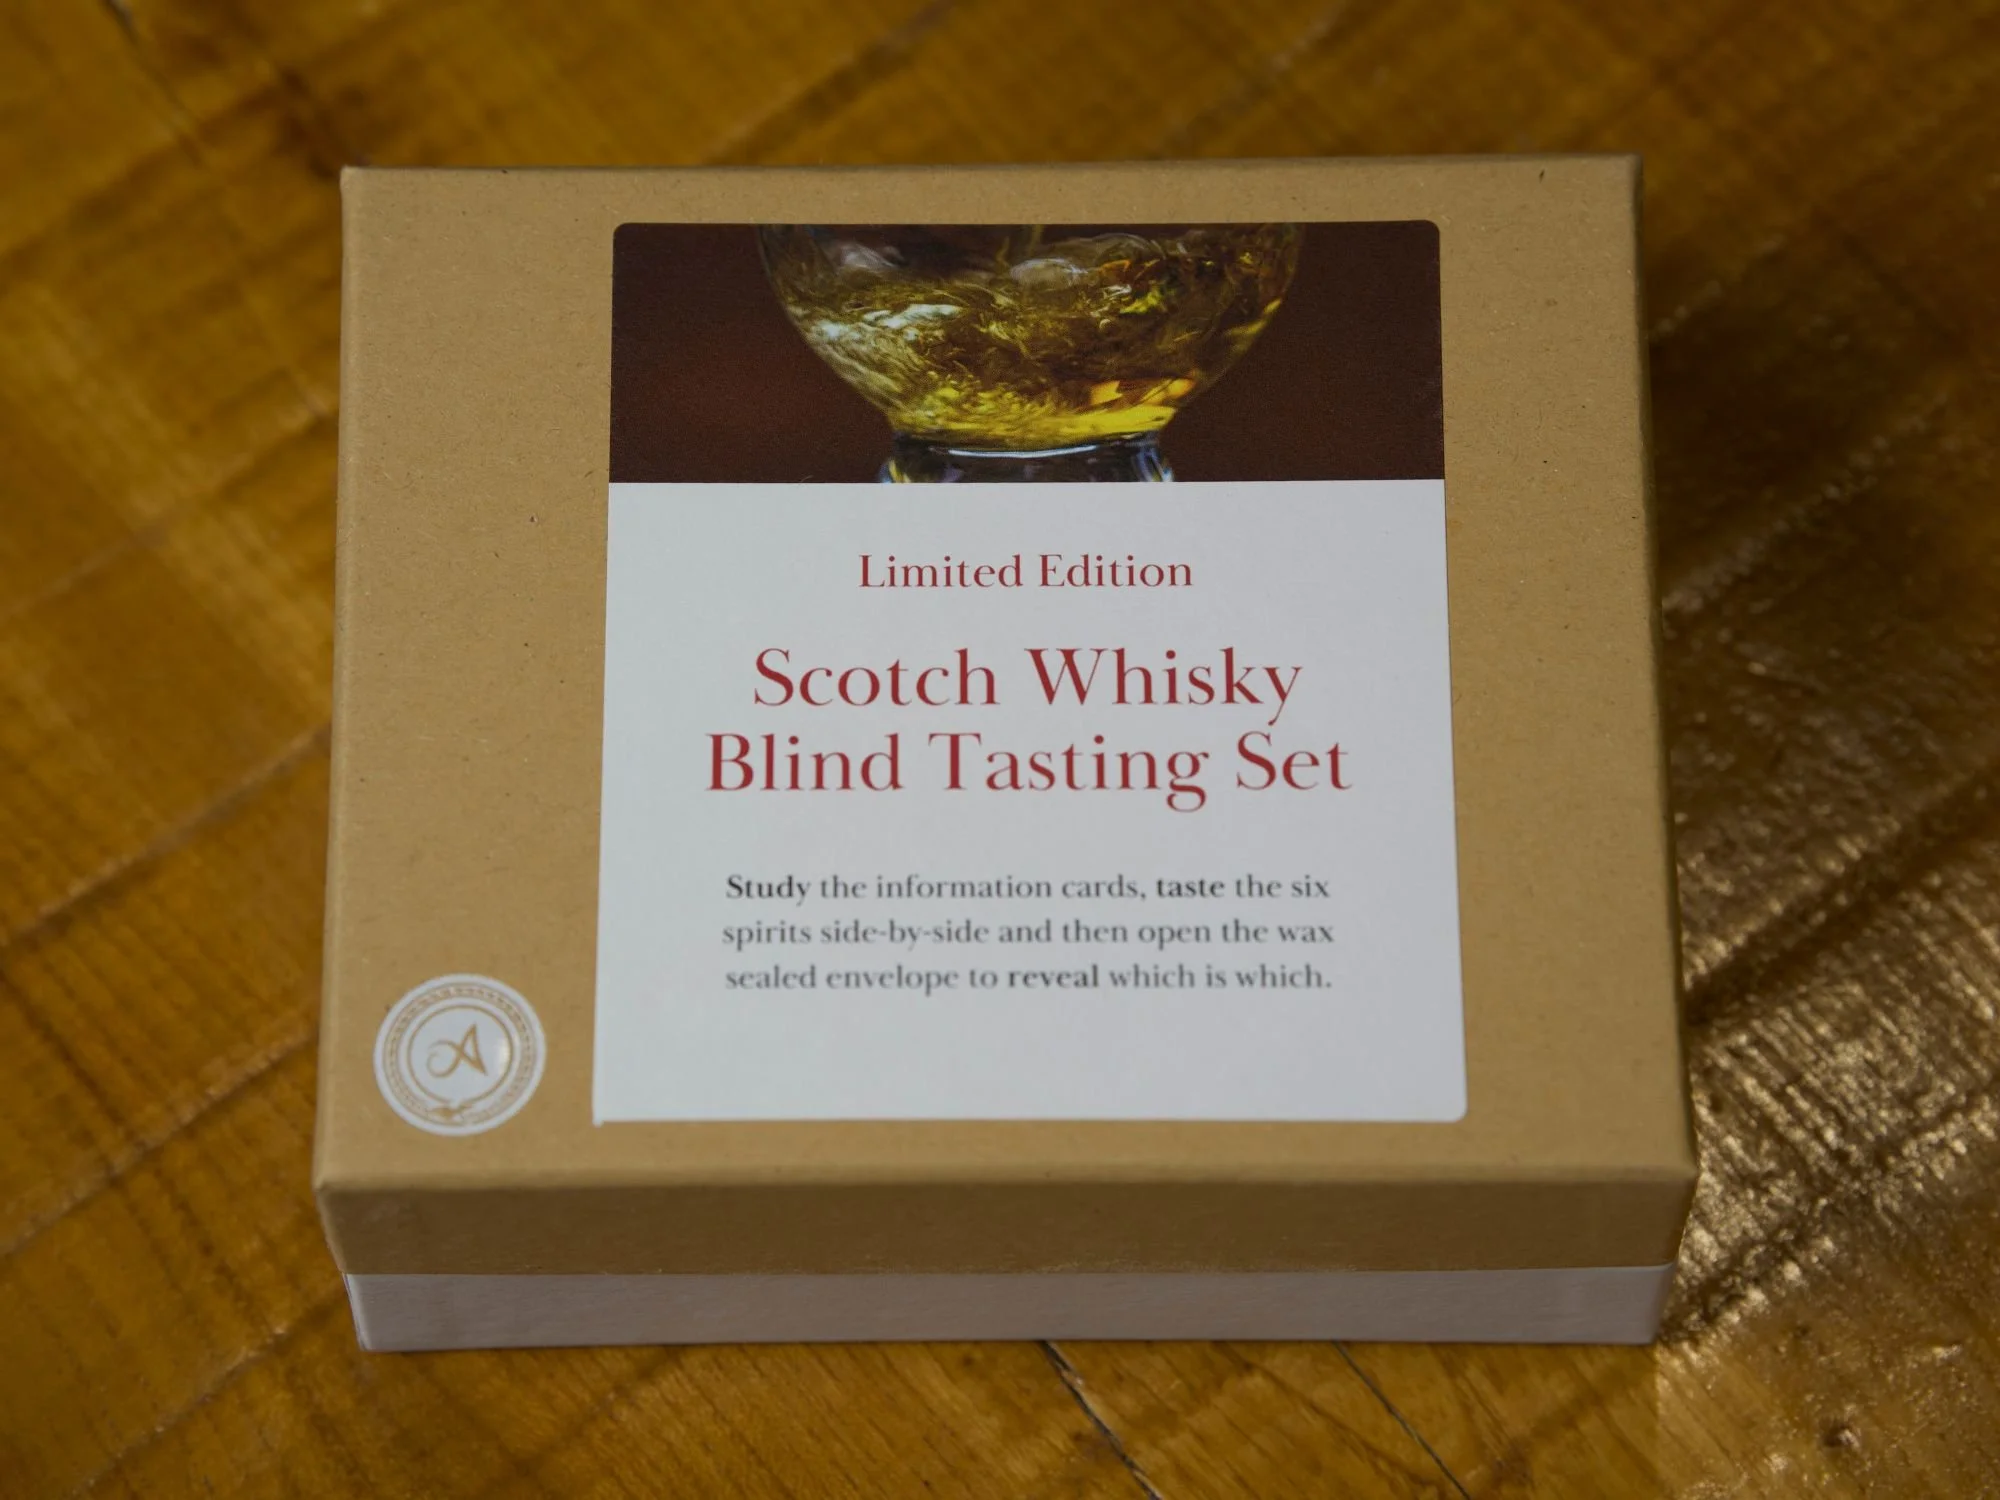 Limited Edition
Scotch Whisky
Blind Tasting Set
Study the information cards, taste the six
spirits side-by-side and then open the wax
sealed envelope to reveal which is which.
A